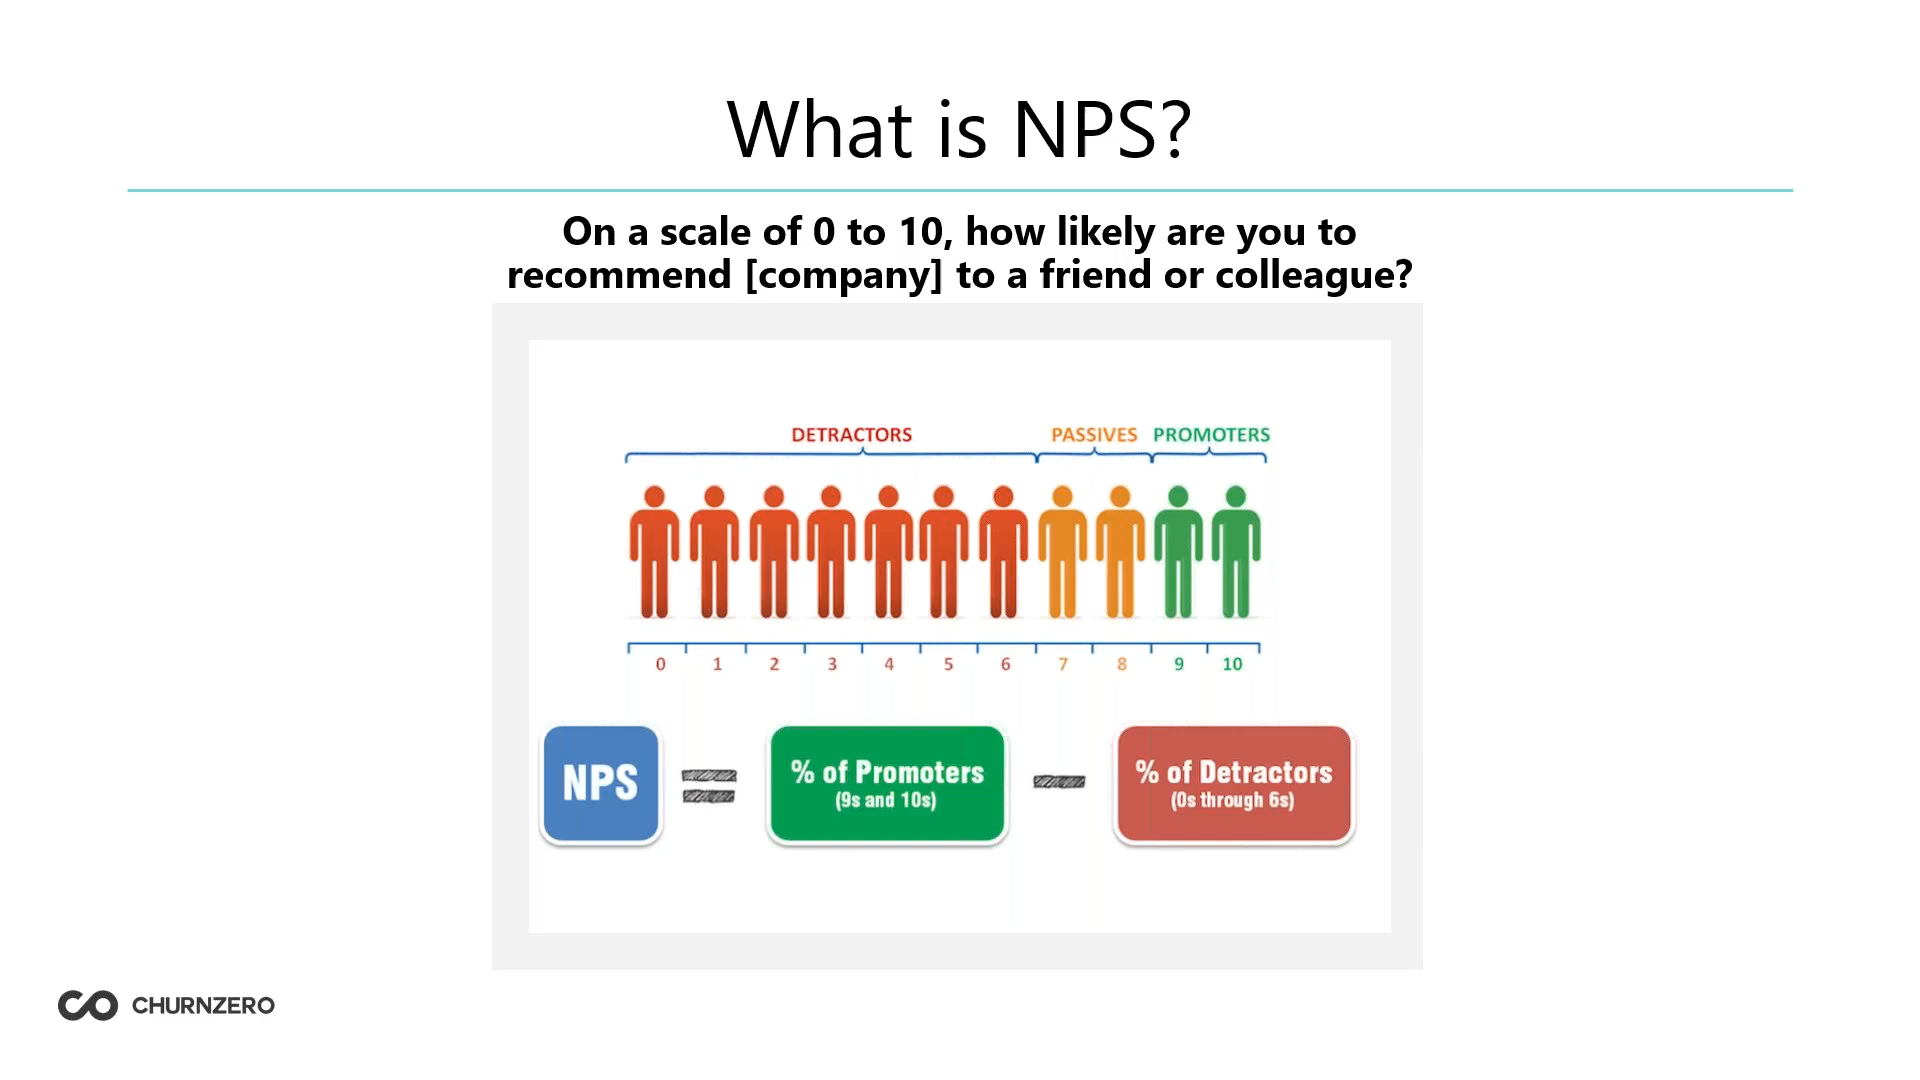 What is NPS?
On a scale of 0 to 10, how likely are you to
recommend [company] to a friend or colleague?
DETRACTORS PASSIVES PROMOTERS
0 1 2 3 4 5 6 7 8 9 10
NPS = % of Promoters - % of Detractors
(9s and 10s) (0s through 6s)
CHURNZERO